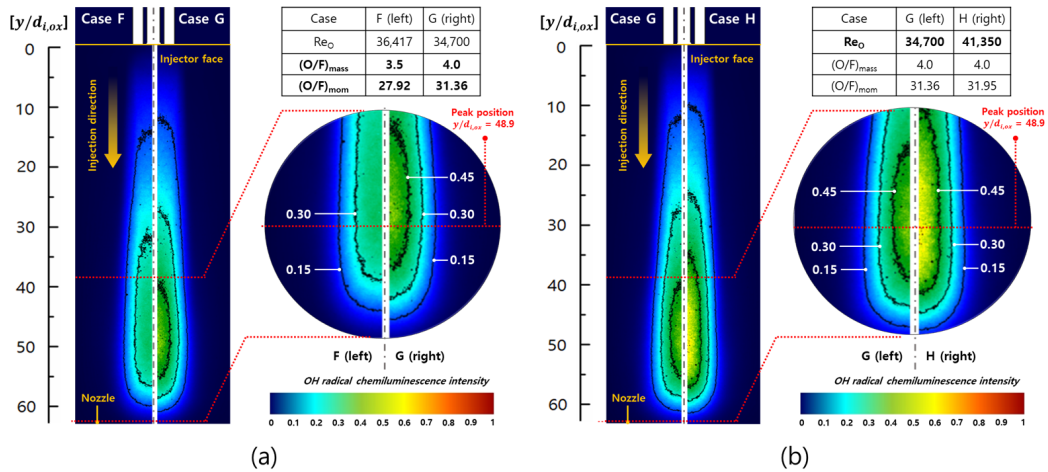 [y/d_i,ox]
Case F
Case G
Injector face
Injection direction
0
10
20
30
40
50
60
Nozzle
Case F (left) G (right)
Re_O 36,417 34,700
(O/F)_mass 3.5 4.0
(O/F)_mom 27.92 31.36
Peak position
y/d_i,ox = 48.9
0.45
0.30
0.30
0.15
0.15
F (left)
G (right)
OH radical chemiluminescence intensity
0 0.1 0.2 0.3 0.4 0.5 0.6 0.7 0.8 0.9 1
(a)
[y/d_i,ox]
Case G
Case H
Injector face
Injection direction
0
10
20
30
40
50
60
Nozzle
Case G (left) H (right)
Re_O 34,700 41,350
(O/F)_mass 4.0 4.0
(O/F)_mom 31.36 31.95
Peak position
y/d_i,ox = 48.9
0.45
0.45
0.30
0.30
0.15
0.15
G (left)
H (right)
OH radical chemiluminescence intensity
0 0.1 0.2 0.3 0.4 0.5 0.6 0.7 0.8 0.9 1
(b)